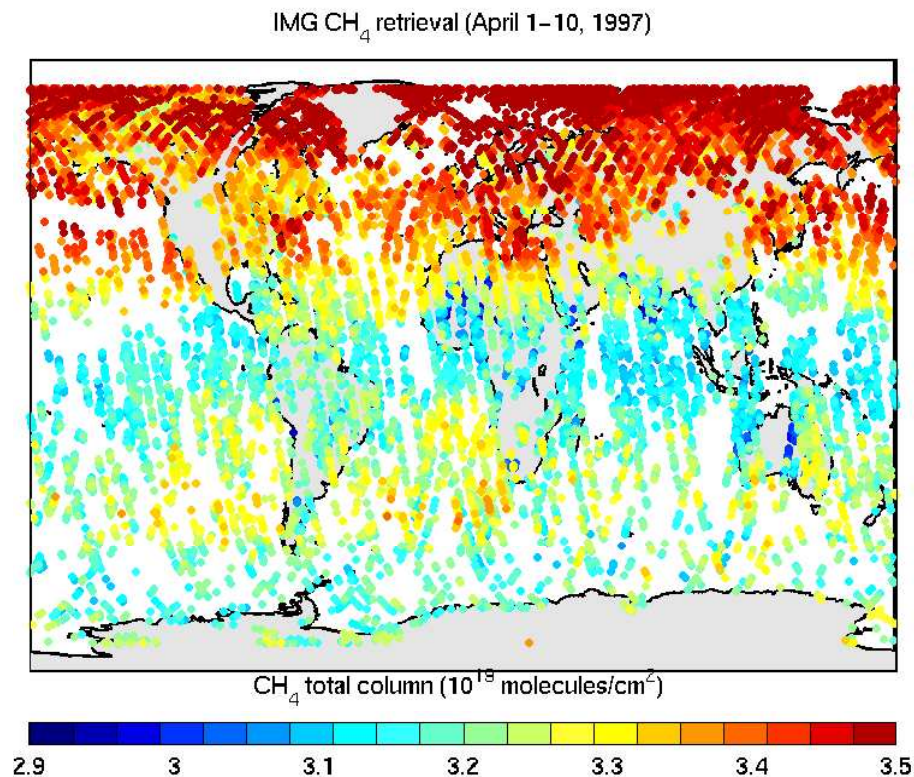 IMG CH4 retrieval (April 1-10, 1997)
CH4 total column (10^19 molecules/cm^2)
2.9 3 3.1 3.2 3.3 3.4 3.5